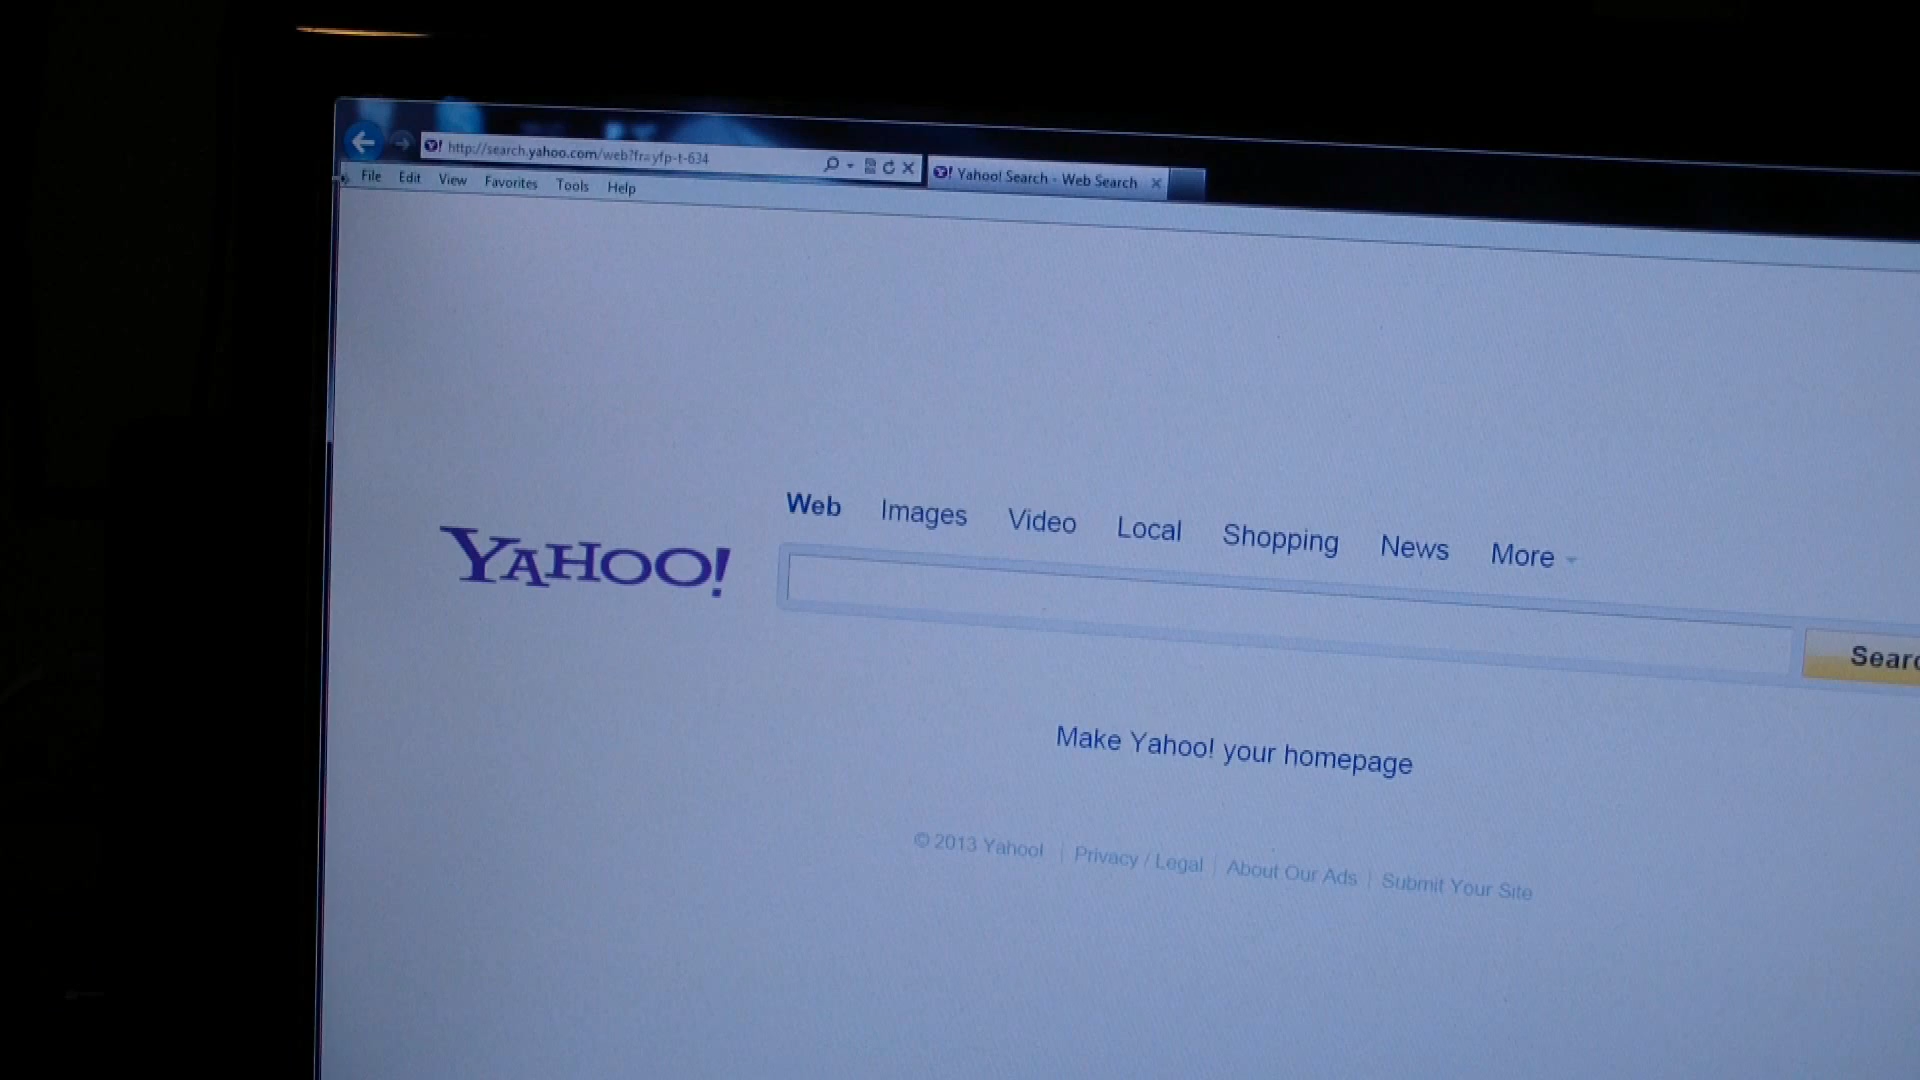 http://search.yahoo.com/web?fr=yfp-t-634
Yahoo! Search - Web Search
File Edit View Favorites Tools Help
Web Images Video Local Shopping News More
YAHOO!
Searc
Make Yahoo! your homepage
© 2013 Yahoo! | Privacy / Legal | About Our Ads | Submit Your Site